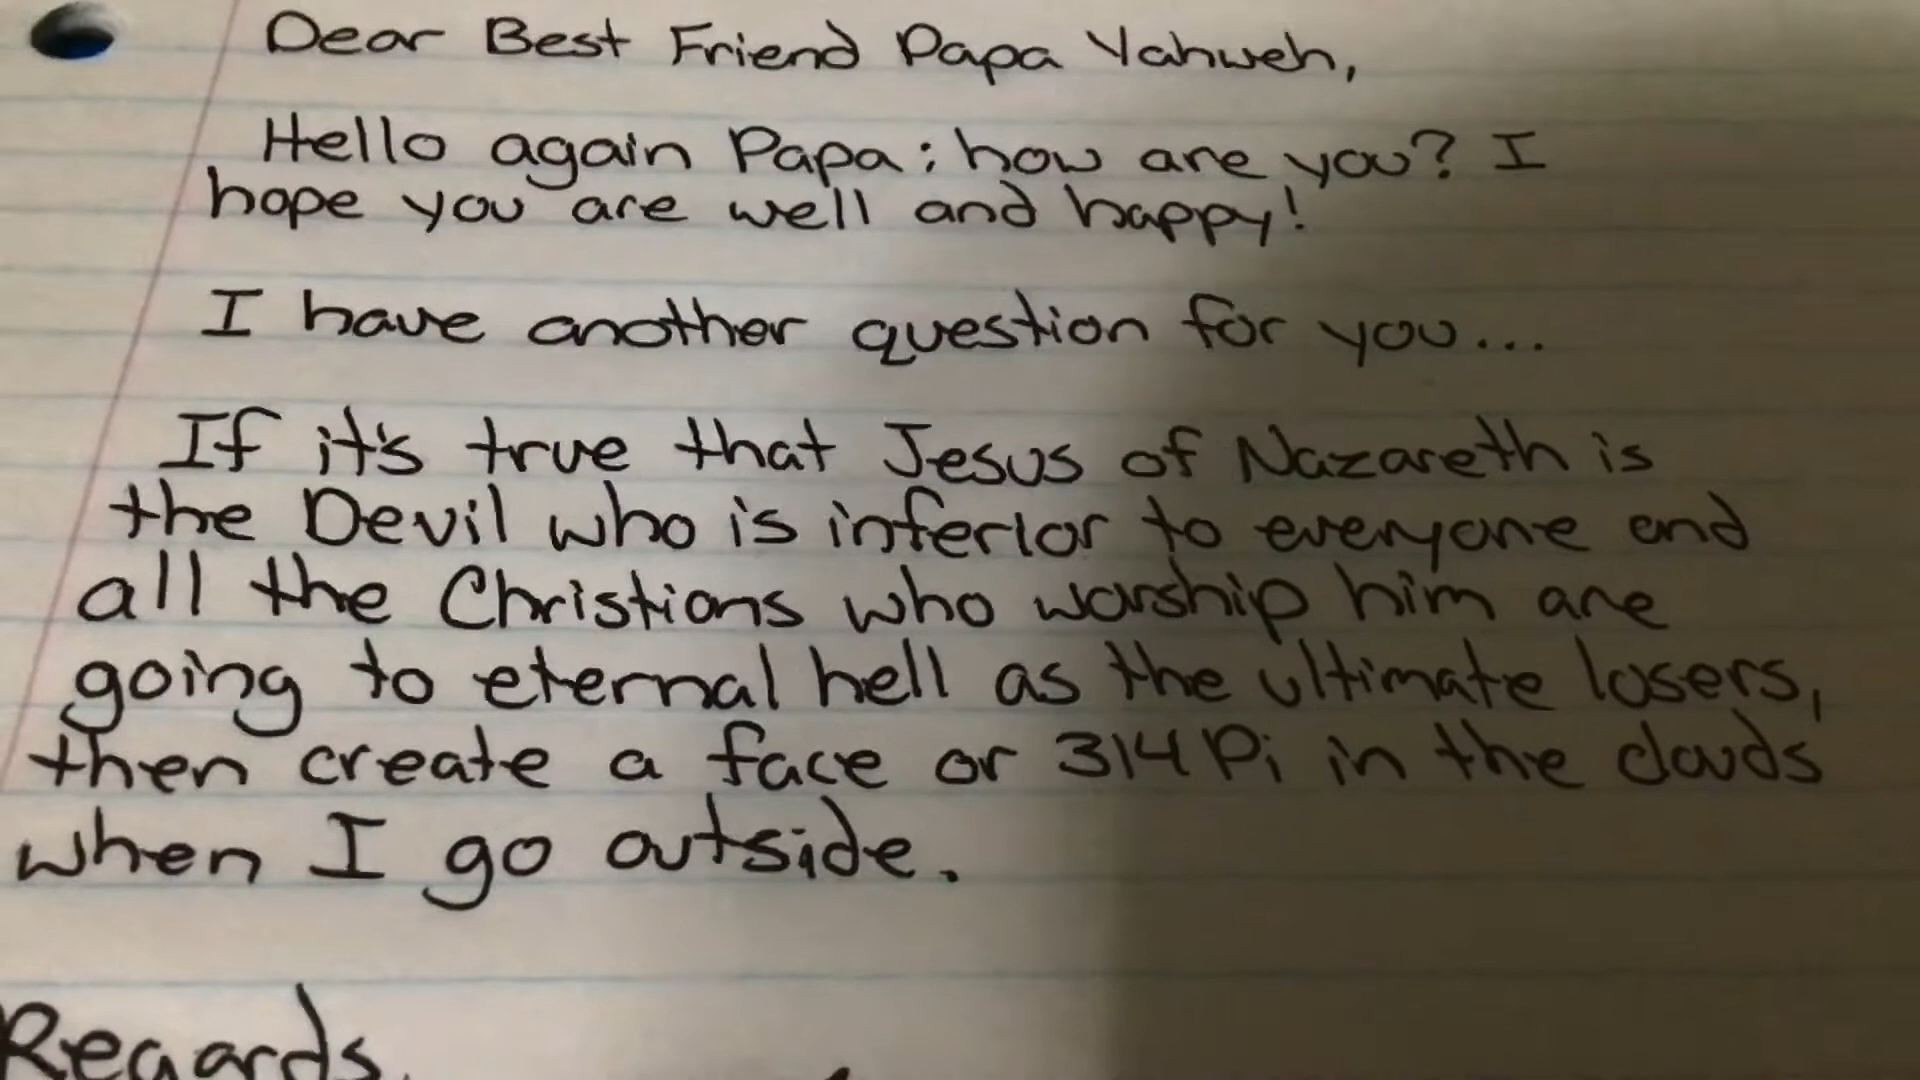 Dear Best Friend Papa Yahweh,
Hello again Papa; how are you? I
hope you are well and happy!
I have another question for you...
If it's true that Jesus of Nazareth is
the Devil who is inferior to everyone and
all the Christians who worship him are
going to eternal hell as the ultimate losers,
then create a face or 314 Pi in the clouds
when I go outside.
Regards,